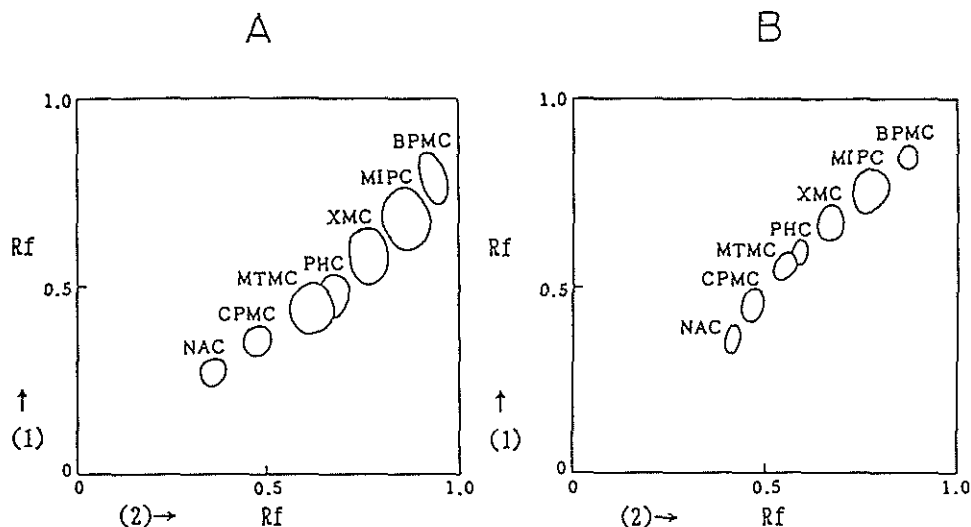 A
1.0
BPMC
MIPC
XMC
Rf
PHC
MTMC
0.5
CPMC
NAC
↑
(1)
0
0.5
1.0
(2)→
Rf
B
1.0
BPMC
MIPC
XMC
Rf
PHC
MTMC
0.5
CPMC
NAC
↑
(1)
0
0
0.5
1.0
(2)→
Rf